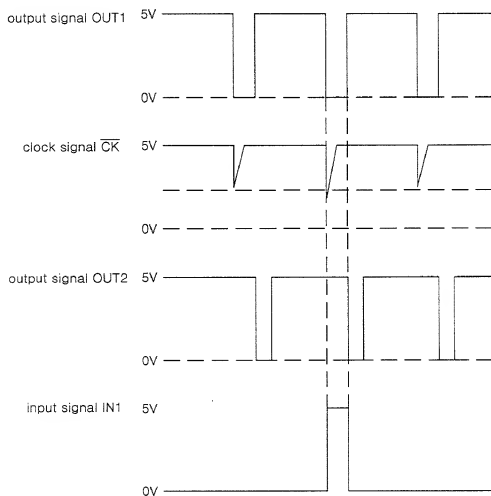 output signal OUT1 5V
0V
clock signal CK 5V
0V
output signal OUT2 5V
0V
input signal IN1 5V
0V